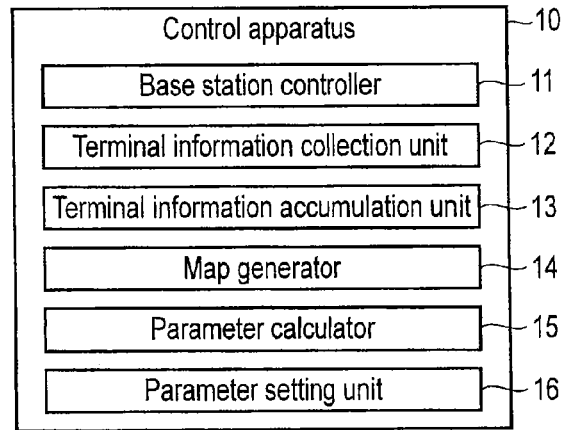 Control apparatus 10
Base station controller 11
Terminal information collection unit 12
Terminal information accumulation unit 13
Map generator 14
Parameter calculator 15
Parameter setting unit 16